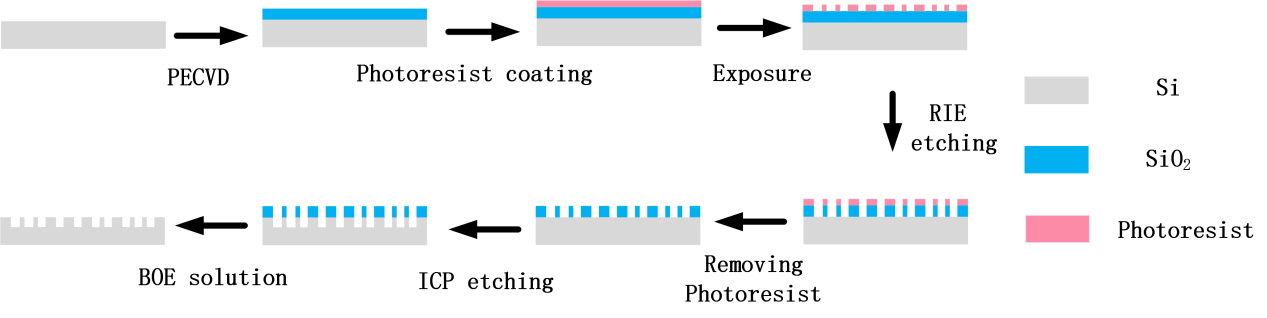 PECVD
Photoresist coating
Exposure
RIE
etching
Si
SiO₂
Photoresist
Removing
Photoresist
ICP etching
BOE solution